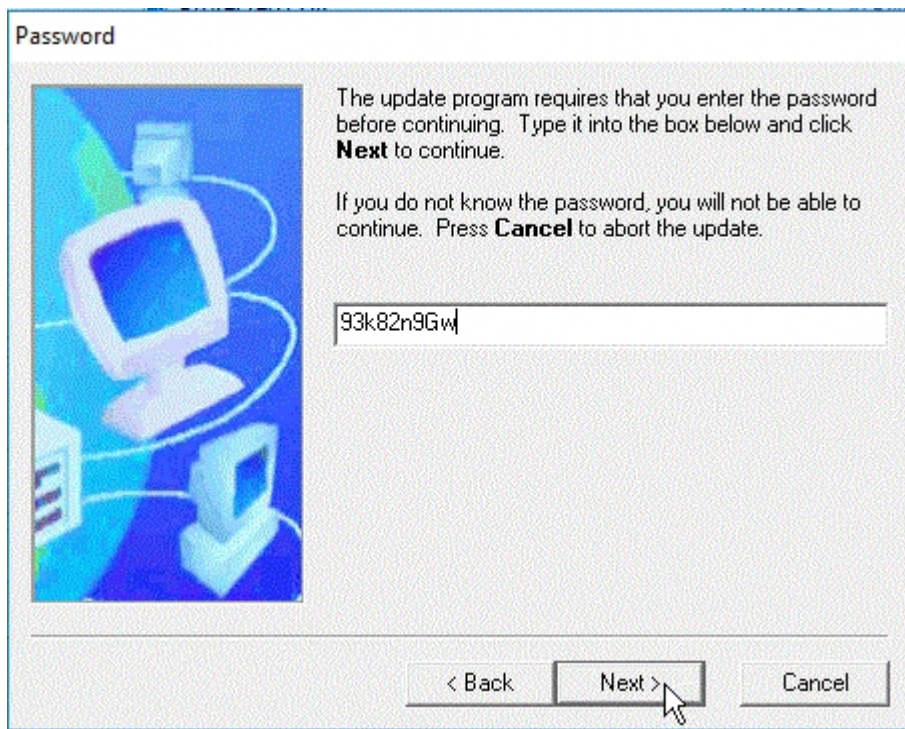 Password
The update program requires that you enter the password
before continuing.  Type it into the box below and click
Next to continue.
If you do not know the password, you will not be able to
continue.  Press Cancel to abort the update.
93k82n9Gw
< Back
Next >
Cancel